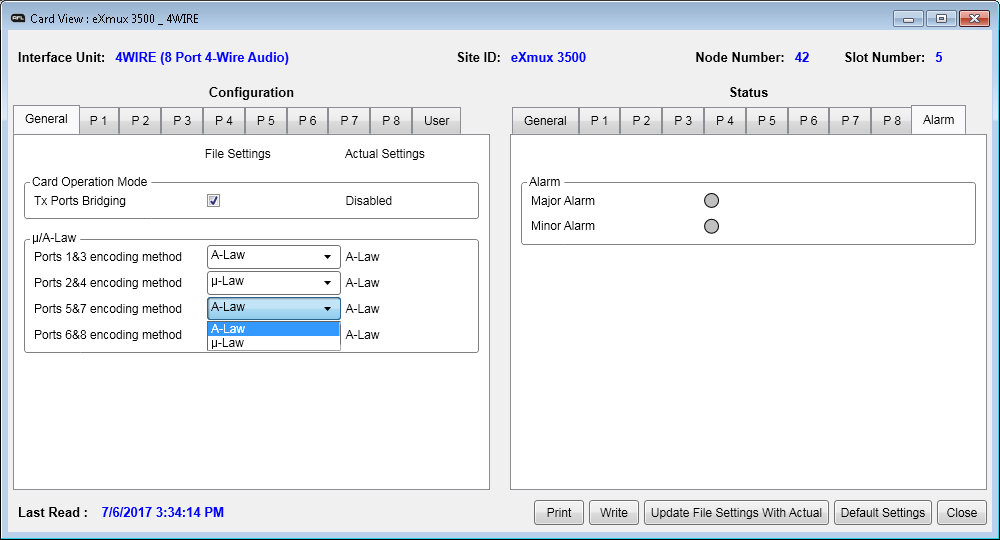 AFL Card View : eXmux 3500 _ 4WIRE
Interface Unit: 4WIRE (8 Port 4-Wire Audio) Site ID: eXmux 3500 Node Number: 42 Slot Number: 5
Configuration
General P 1 P 2 P 3 P 4 P 5 P 6 P 7 P 8 User
File Settings Actual Settings
Card Operation Mode
Tx Ports Bridging Disabled
µ/A-Law
Ports 1&3 encoding method A-Law A-Law
Ports 2&4 encoding method µ-Law A-Law
Ports 5&7 encoding method A-Law A-Law
A-Law
µ-Law
Ports 6&8 encoding method A-Law
Status
General P 1 P 2 P 3 P 4 P 5 P 6 P 7 P 8 Alarm
Alarm
Major Alarm
Minor Alarm
Last Read : 7/6/2017 3:34:14 PM
Print Write Update File Settings With Actual Default Settings Close